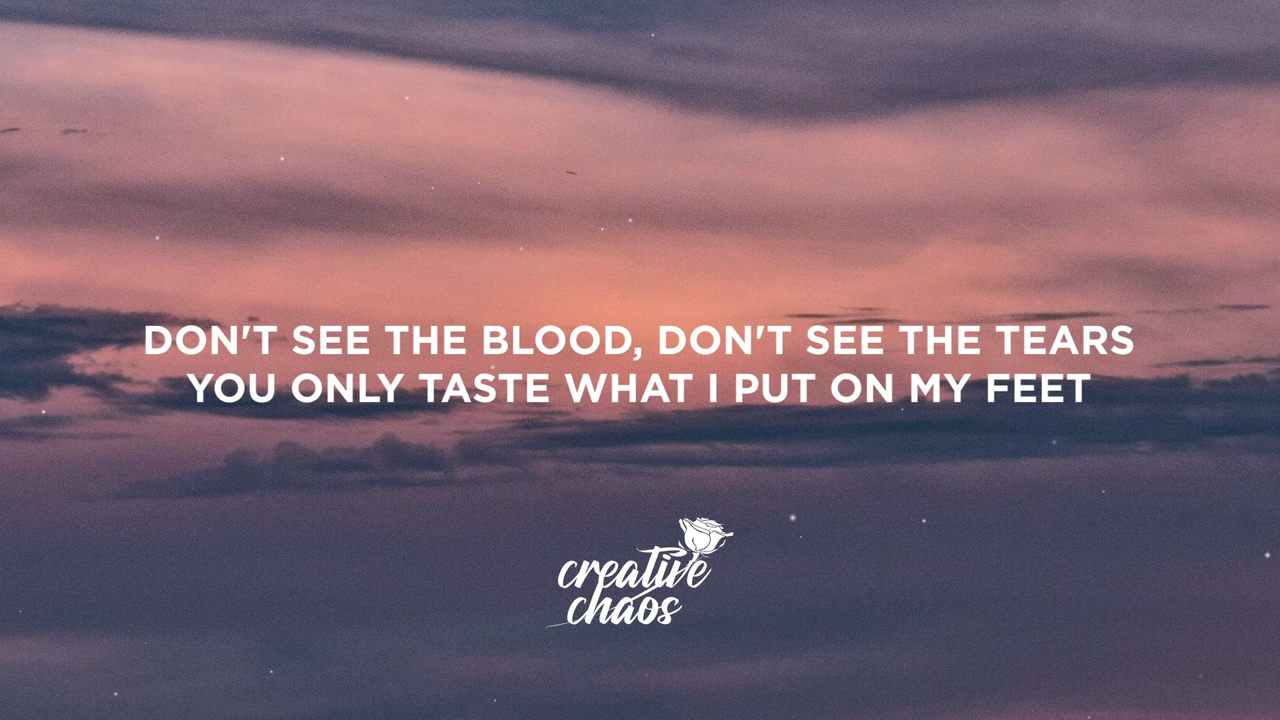 DON'T SEE THE BLOOD, DON'T SEE THE TEARS
YOU ONLY TASTE WHAT I PUT ON MY FEET
creative
chaos